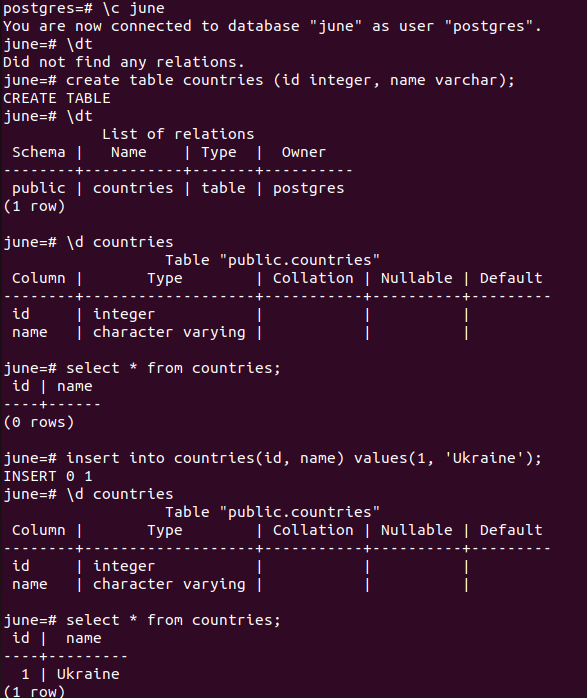 postgres=# \c june
You are now connected to database "june" as user "postgres".
june=# \dt
Did not find any relations.
june=# create table countries (id integer, name varchar);
CREATE TABLE
june=# \dt
           List of relations
 Schema |   Name    | Type  |  Owner
--------+-----------+-------+----------
 public | countries | table | postgres
(1 row)

june=# \d countries
                  Table "public.countries"
 Column |       Type        | Collation | Nullable | Default
--------+-------------------+-----------+----------+---------
 id     | integer           |           |          |
 name   | character varying |           |          |

june=# select * from countries;
 id | name
----+------
(0 rows)

june=# insert into countries(id, name) values(1, 'Ukraine');
INSERT 0 1
june=# \d countries
                  Table "public.countries"
 Column |       Type        | Collation | Nullable | Default
--------+-------------------+-----------+----------+---------
 id     | integer           |           |          |
 name   | character varying |           |          |

june=# select * from countries;
 id |  name
----+---------
  1 | Ukraine
(1 row)